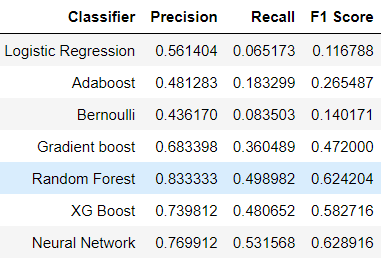 Classifier Precision Recall F1 Score
Logistic Regression 0.561404 0.065173 0.116788
Adaboost 0.481283 0.183299 0.265487
Bernoulli 0.436170 0.083503 0.140171
Gradient boost 0.683398 0.360489 0.472000
Random Forest 0.833333 0.498982 0.624204
XG Boost 0.739812 0.480652 0.582716
Neural Network 0.769912 0.531568 0.628916